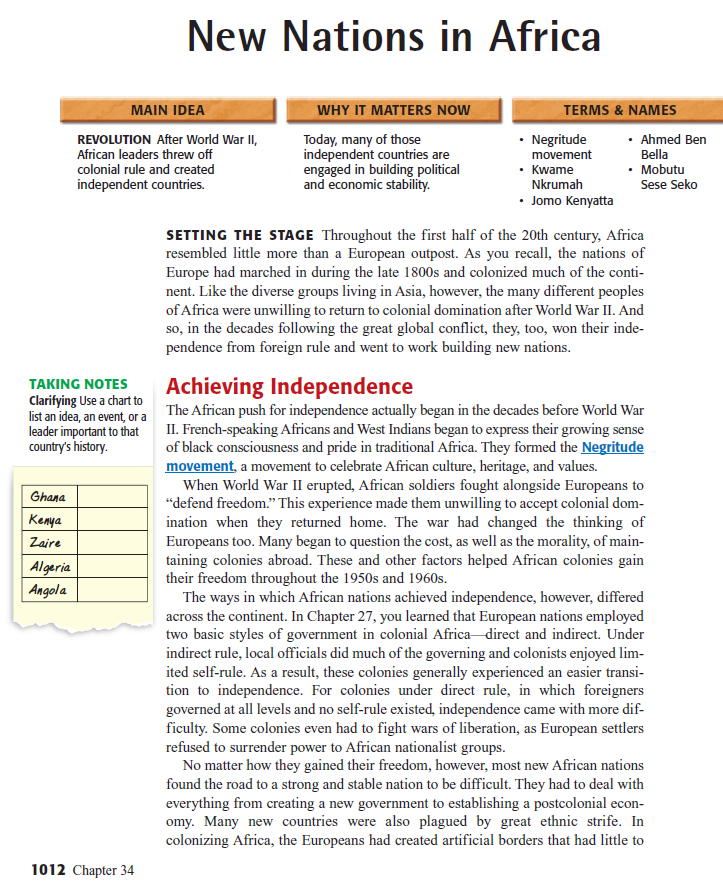 New Nations in Africa
MAIN IDEA
REVOLUTION After World War II,
African leaders threw off
colonial rule and created
independent countries.
WHY IT MATTERS NOW
Today, many of those
independent countries are
engaged in building political
and economic stability.
TERMS & NAMES
• Negritude
movement
• Kwame
Nkrumah
• Jomo Kenyatta
• Ahmed Ben
Bella
• Mobutu
Sese Seko
SETTING THE STAGE Throughout the first half of the 20th century, Africa
resembled little more than a European outpost. As you recall, the nations of
Europe had marched in during the late 1800s and colonized much of the conti-
nent. Like the diverse groups living in Asia, however, the many different peoples
of Africa were unwilling to return to colonial domination after World War II. And
so, in the decades following the great global conflict, they, too, won their inde-
pendence from foreign rule and went to work building new nations.
TAKING NOTES
Clarifying Use a chart to
list an idea, an event, or a
leader important to that
country's history.
Ghana
Kenya
Zaire
Algeria
Angola
Achieving Independence
The African push for independence actually began in the decades before World War
II. French-speaking Africans and West Indians began to express their growing sense
of black consciousness and pride in traditional Africa. They formed the Negritude
movement, a movement to celebrate African culture, heritage, and values.
When World War II erupted, African soldiers fought alongside Europeans to
“defend freedom.” This experience made them unwilling to accept colonial dom-
ination when they returned home. The war had changed the thinking of
Europeans too. Many began to question the cost, as well as the morality, of main-
taining colonies abroad. These and other factors helped African colonies gain
their freedom throughout the 1950s and 1960s.
The ways in which African nations achieved independence, however, differed
across the continent. In Chapter 27, you learned that European nations employed
two basic styles of government in colonial Africa—direct and indirect. Under
indirect rule, local officials did much of the governing and colonists enjoyed lim-
ited self-rule. As a result, these colonies generally experienced an easier transi-
tion to independence. For colonies under direct rule, in which foreigners
governed at all levels and no self-rule existed, independence came with more dif-
ficulty. Some colonies even had to fight wars of liberation, as European settlers
refused to surrender power to African nationalist groups.
No matter how they gained their freedom, however, most new African nations
found the road to a strong and stable nation to be difficult. They had to deal with
everything from creating a new government to establishing a postcolonial econ-
omy. Many new countries were also plagued by great ethnic strife. In
colonizing Africa, the Europeans had created artificial borders that had little to
1012 Chapter 34